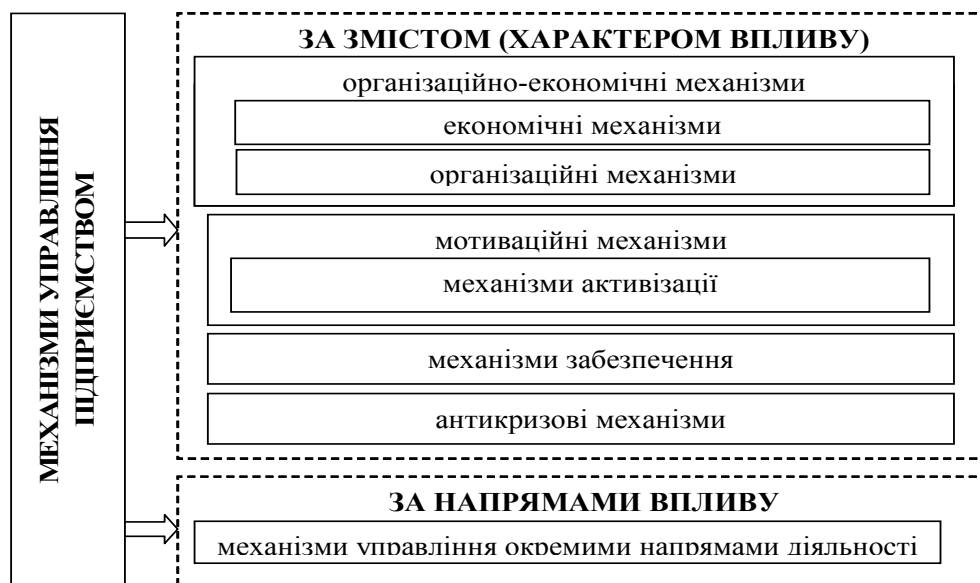 МЕХАНІЗМИ УПРАВЛІННЯ
ПІДПРИЄМСТВОМ
ЗА ЗМІСТОМ (ХАРАКТЕРОМ ВПЛИВУ)
організаційно-економічні механізми
економічні механізми
організаційні механізми
мотиваційні механізми
механізми активізації
механізми забезпечення
антикризові механізми
ЗА НАПРЯМАМИ ВПЛИВУ
механізми управління окремими напрямами діяльності